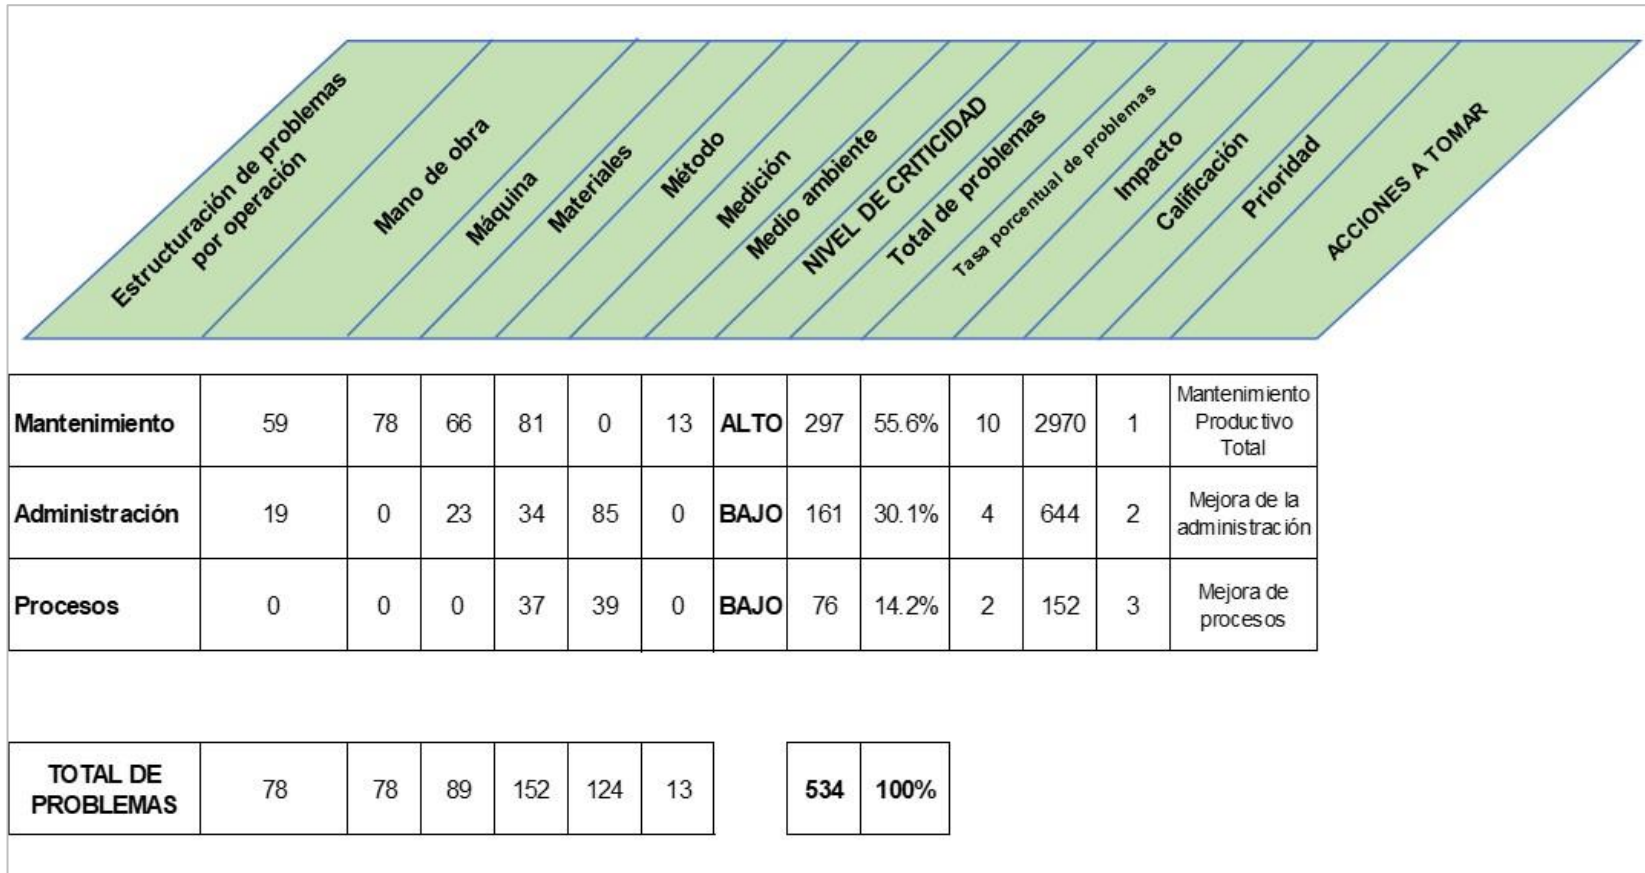 Estructuración de problemas
por operación
Mano de obra
Máquina
Materiales
Método
Medición
Medio ambiente
NIVEL DE CRITICIDAD
Total de problemas
Tasa porcentual de problemas
Impacto
Calificación
Prioridad
ACCIONES A TOMAR
Mantenimiento 59 78 66 81 0 13 ALTO 297 55.6% 10 2970 1 Mantenimiento
Productivo
Total
Administración 19 0 23 34 85 0 BAJO 161 30.1% 4 644 2 Mejora de la
administración
Procesos 0 0 0 37 39 0 BAJO 76 14.2% 2 152 3 Mejora de
procesos
TOTAL DE
PROBLEMAS 78 78 89 152 124 13 534 100%